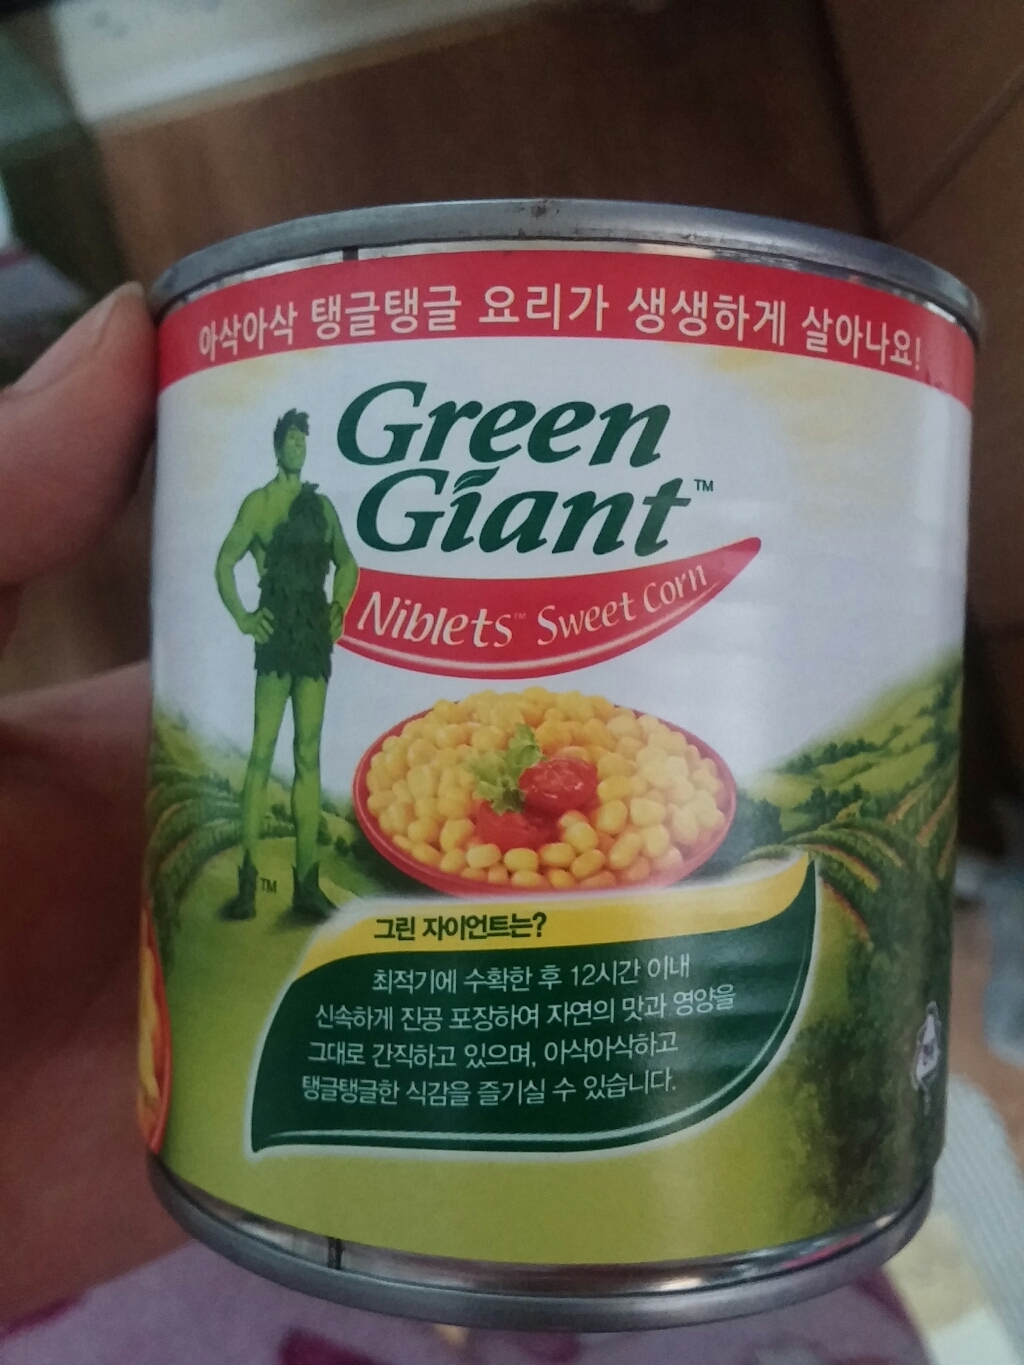 아삭아삭 탱글탱글 요리가 생생하게 살아나요!
Green
Giant™
Niblets™ Sweet Corn
TM
그린 자이언트는?
최적기에 수확한 후 12시간 이내
신속하게 진공 포장하여 자연의 맛과 영양을
그대로 간직하고 있으며, 아삭아삭하고
탱글탱글한 식감을 즐기실 수 있습니다.